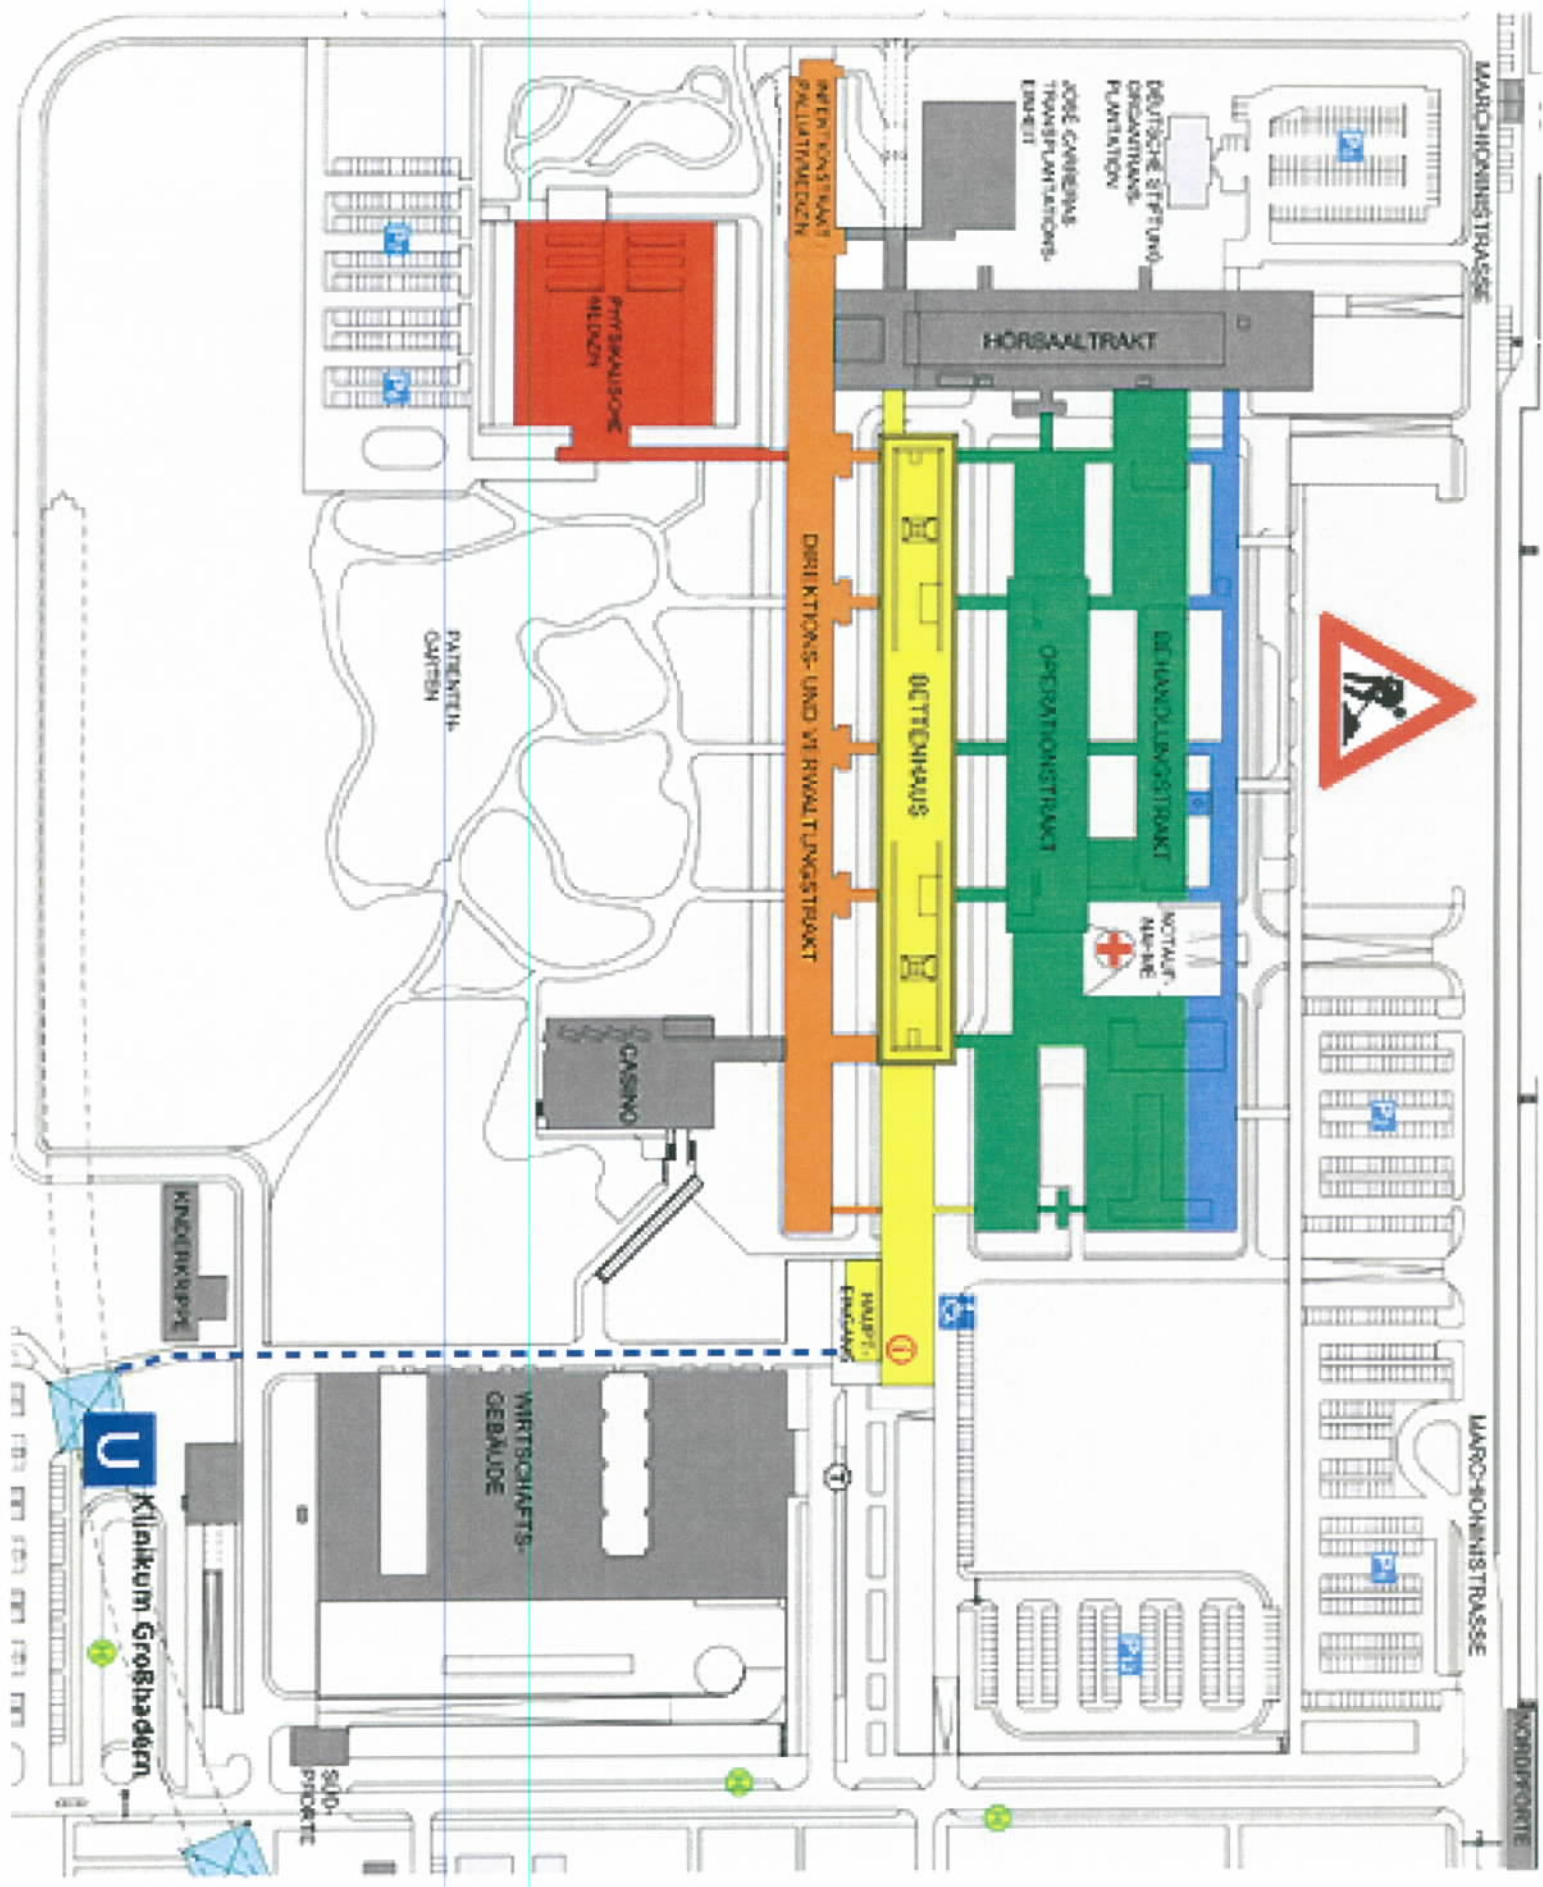 MARCHIONINISTRASSE
DEUTSCHE STIFTUNG
ORGANTRANS-
PLANTATION
JOSÉ CARRERAS-
TRANSPLANTATIONS-
EINHEIT
INFEKTIONSTRAKT
PALLIATIVMEDIZIN
HÖRSAALTRAKT
PHYSIKALISCHE
MEDIZIN
BEHANDLUNGSTRAKT
OPERATIONSTRAKT
BETTENHAUS
DIREKTIONS- UND VERWALTUNGSTRAKT
PATIENTEN-
GARTEN
NOTAUF-
NAHME
CASINO
KINDERKRIPPE
HAUPT-
EINGANG
i
MARCHIONINISTRASSE
WIRTSCHAFTS-
GEBÄUDE
T
U
Klinikum Großhadern
H
H
H
SÜD-
PFORTE
NORDPFORTE